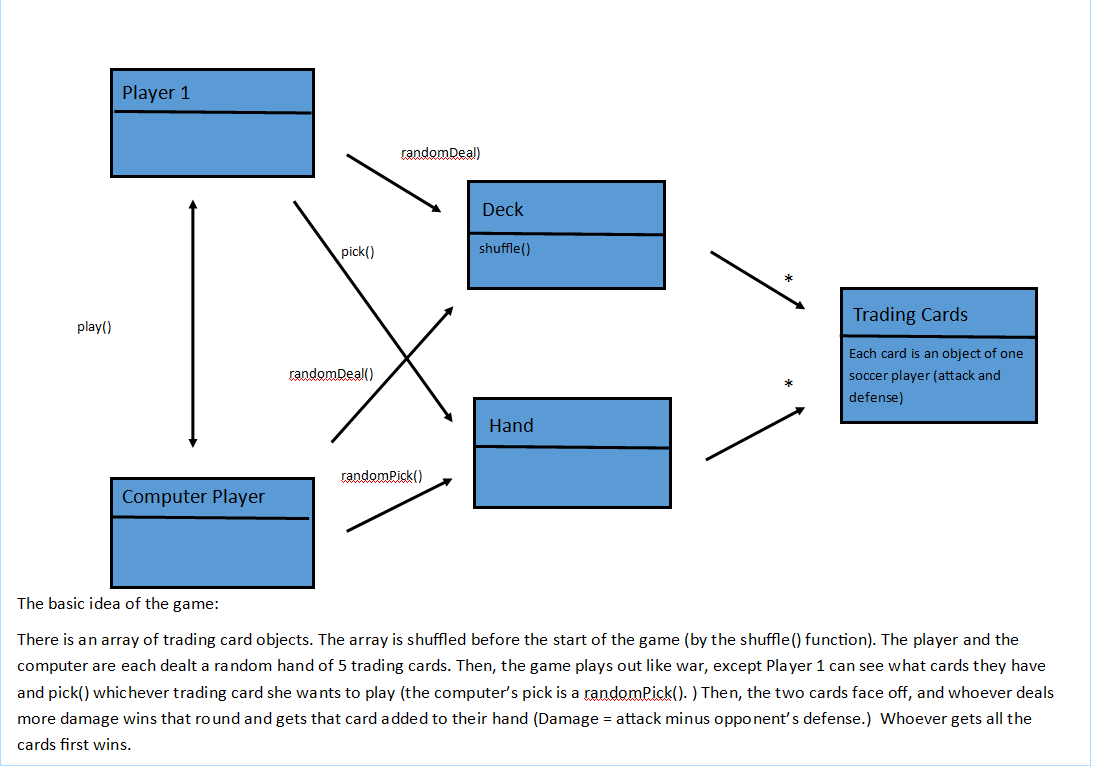 Player 1
randomDeal)
Deck
shuffle()
pick()
*
Trading Cards
Each card is an object of one
soccer player (attack and
defense)
play()
randomDeal()
*
Hand
randomPick()
Computer Player
The basic idea of the game:
There is an array of trading card objects. The array is shuffled before the start of the game (by the shuffle() function). The player and the
computer are each dealt a random hand of 5 trading cards. Then, the game plays out like war, except Player 1 can see what cards they have
and pick() whichever trading card she wants to play (the computer's pick is a randomPick(). ) Then, the two cards face off, and whoever deals
more damage wins that round and gets that card added to their hand (Damage = attack minus opponent's defense.)  Whoever gets all the
cards first wins.